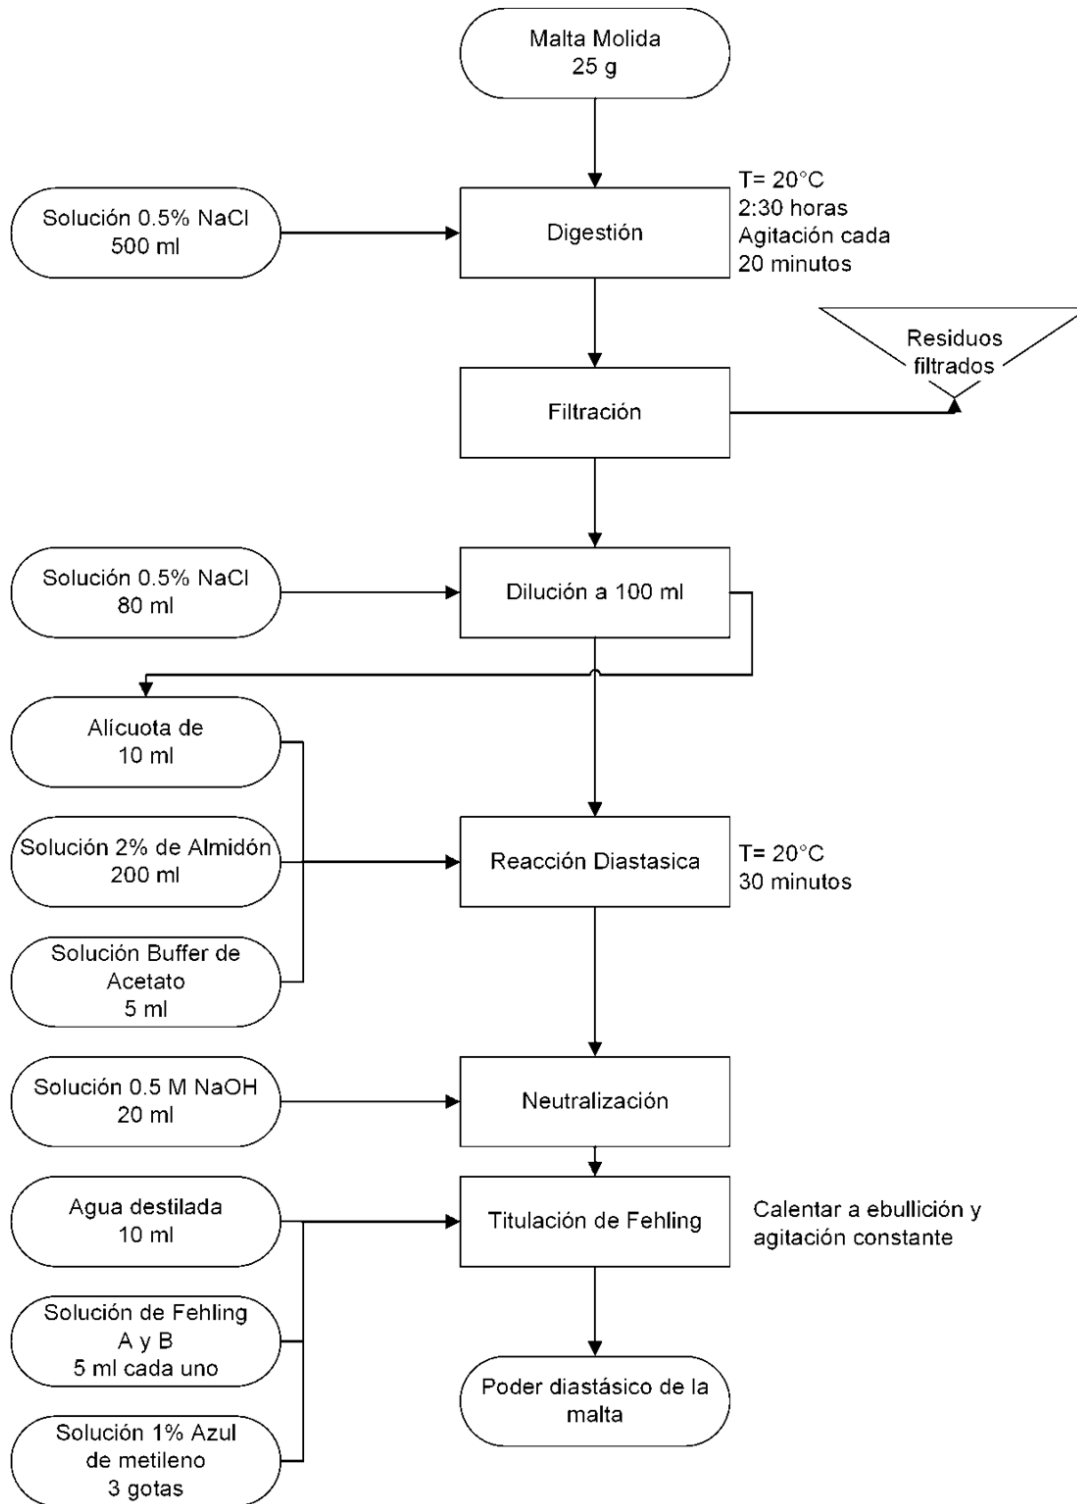 Malta Molida
25 g
Solución 0.5% NaCl
500 ml
Digestión
T= 20°C
2:30 horas
Agitación cada
20 minutos
Residuos
filtrados
Filtración
Solución 0.5% NaCl
80 ml
Dilución a 100 ml
Alícuota de
10 ml
Solución 2% de Almidón
200 ml
Reacción Diastasica
T= 20°C
30 minutos
Solución Buffer de
Acetato
5 ml
Solución 0.5 M NaOH
20 ml
Neutralización
Agua destilada
10 ml
Titulación de Fehling
Calentar a ebullición y
agitación constante
Solución de Fehling
A y B
5 ml cada uno
Poder diastásico de la
malta
Solución 1% Azul
de metileno
3 gotas